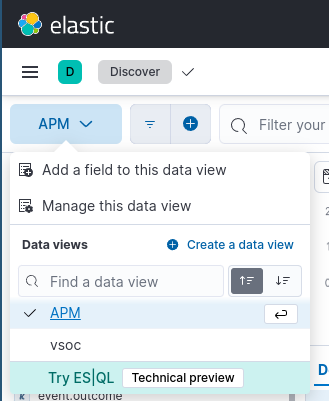 elastic
D
Discover
APM
Filter your
Add a field to this data view
Manage this data view
Data views
Create a data view
Find a data view
APM
vsoc
Try ES|QL
Technical preview
event.outcome